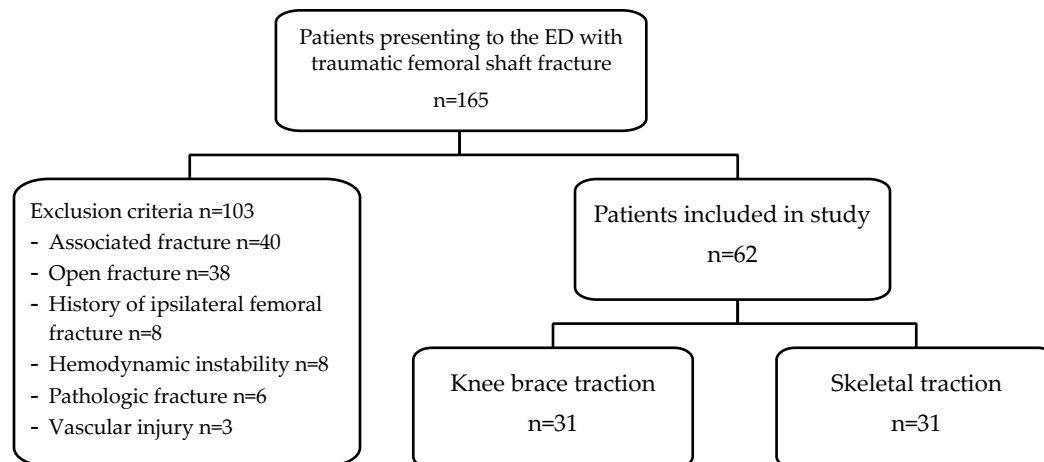 Patients presenting to the ED with
traumatic femoral shaft fracture
n=165
Exclusion criteria n=103
- Associated fracture n=40
- Open fracture n=38
- History of ipsilateral femoral
fracture n=8
- Hemodynamic instability n=8
- Pathologic fracture n=6
- Vascular injury n=3
Patients included in study
n=62
Knee brace traction
n=31
Skeletal traction
n=31